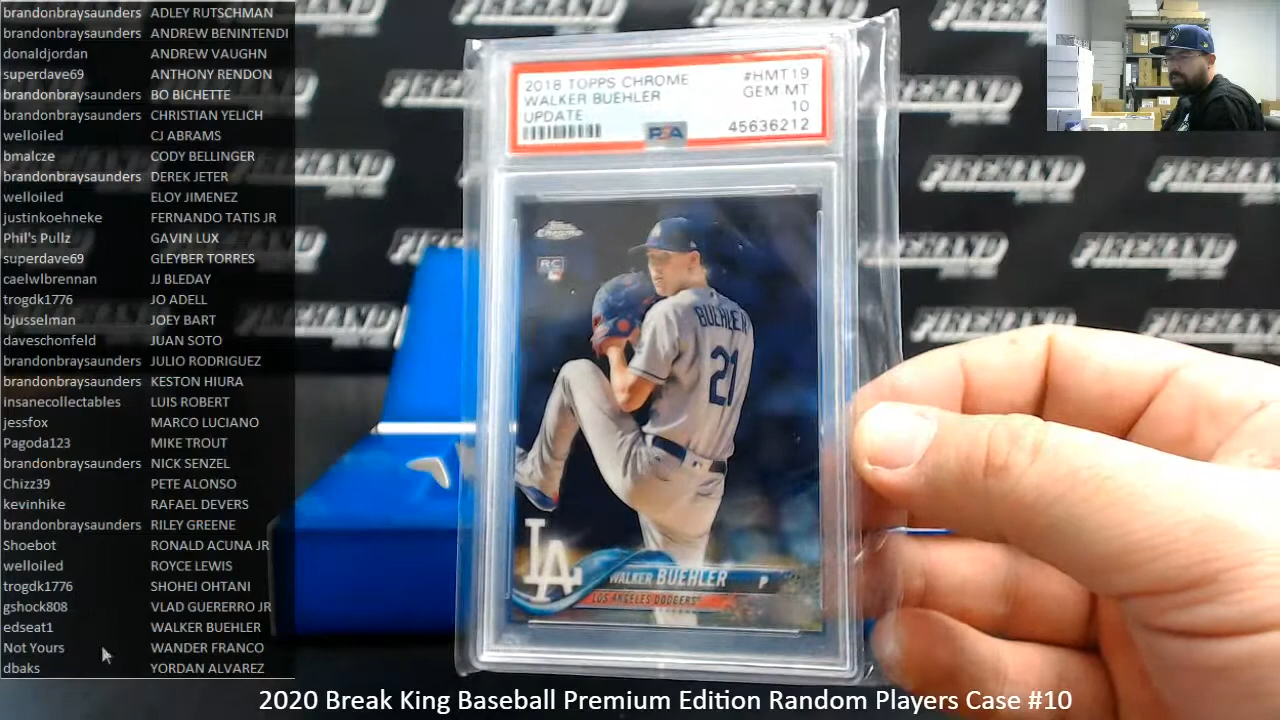 brandonbraysaunders ADLEY RUTSCHMAN
brandonbraysaunders ANDREW BENINTENDI
donaldjordan ANDREW VAUGHN
superdave69 ANTHONY RENDON
brandonbraysaunders BO BICHETTE
brandonbraysaunders CHRISTIAN YELICH
welloiled CJ ABRAMS
bmalcze CODY BELLINGER
brandonbraysaunders DEREK JETER
welloiled ELOY JIMENEZ
justinkoehneke FERNANDO TATIS JR
Phil's Pullz GAVIN LUX
superdave69 GLEYBER TORRES
caelwlbrennan JJ BLEDAY
trogdk1776 JO ADELL
bjusselman JOEY BART
daveschonfeld JUAN SOTO
brandonbraysaunders JULIO RODRIGUEZ
brandonbraysaunders KESTON HIURA
insanecollectables LUIS ROBERT
jessfox MARCO LUCIANO
Pagoda123 MIKE TROUT
brandonbraysaunders NICK SENZEL
Chizz39 PETE ALONSO
kevinhike RAFAEL DEVERS
brandonbraysaunders RILEY GREENE
Shoebot RONALD ACUNA JR
welloiled ROYCE LEWIS
trogdk1776 SHOHEI OHTANI
gshock808 VLAD GUERERRO JR
edseat1 WALKER BUEHLER
Not Yours WANDER FRANCO
dbaks YORDAN ALVAREZ
2018 TOPPS CHROME #HMT19
WALKER BUEHLER GEM MT
UPDATE 10
PSA 45636212
Topps Chrome
RC
BUEHLER
21
LA
WALKER BUEHLER P
LOS ANGELES DODGERS
FIREHAND
FIREHAND
FIREHAND
FIREHAND
FIREHAND
2020 Break King Baseball Premium Edition Random Players Case #10